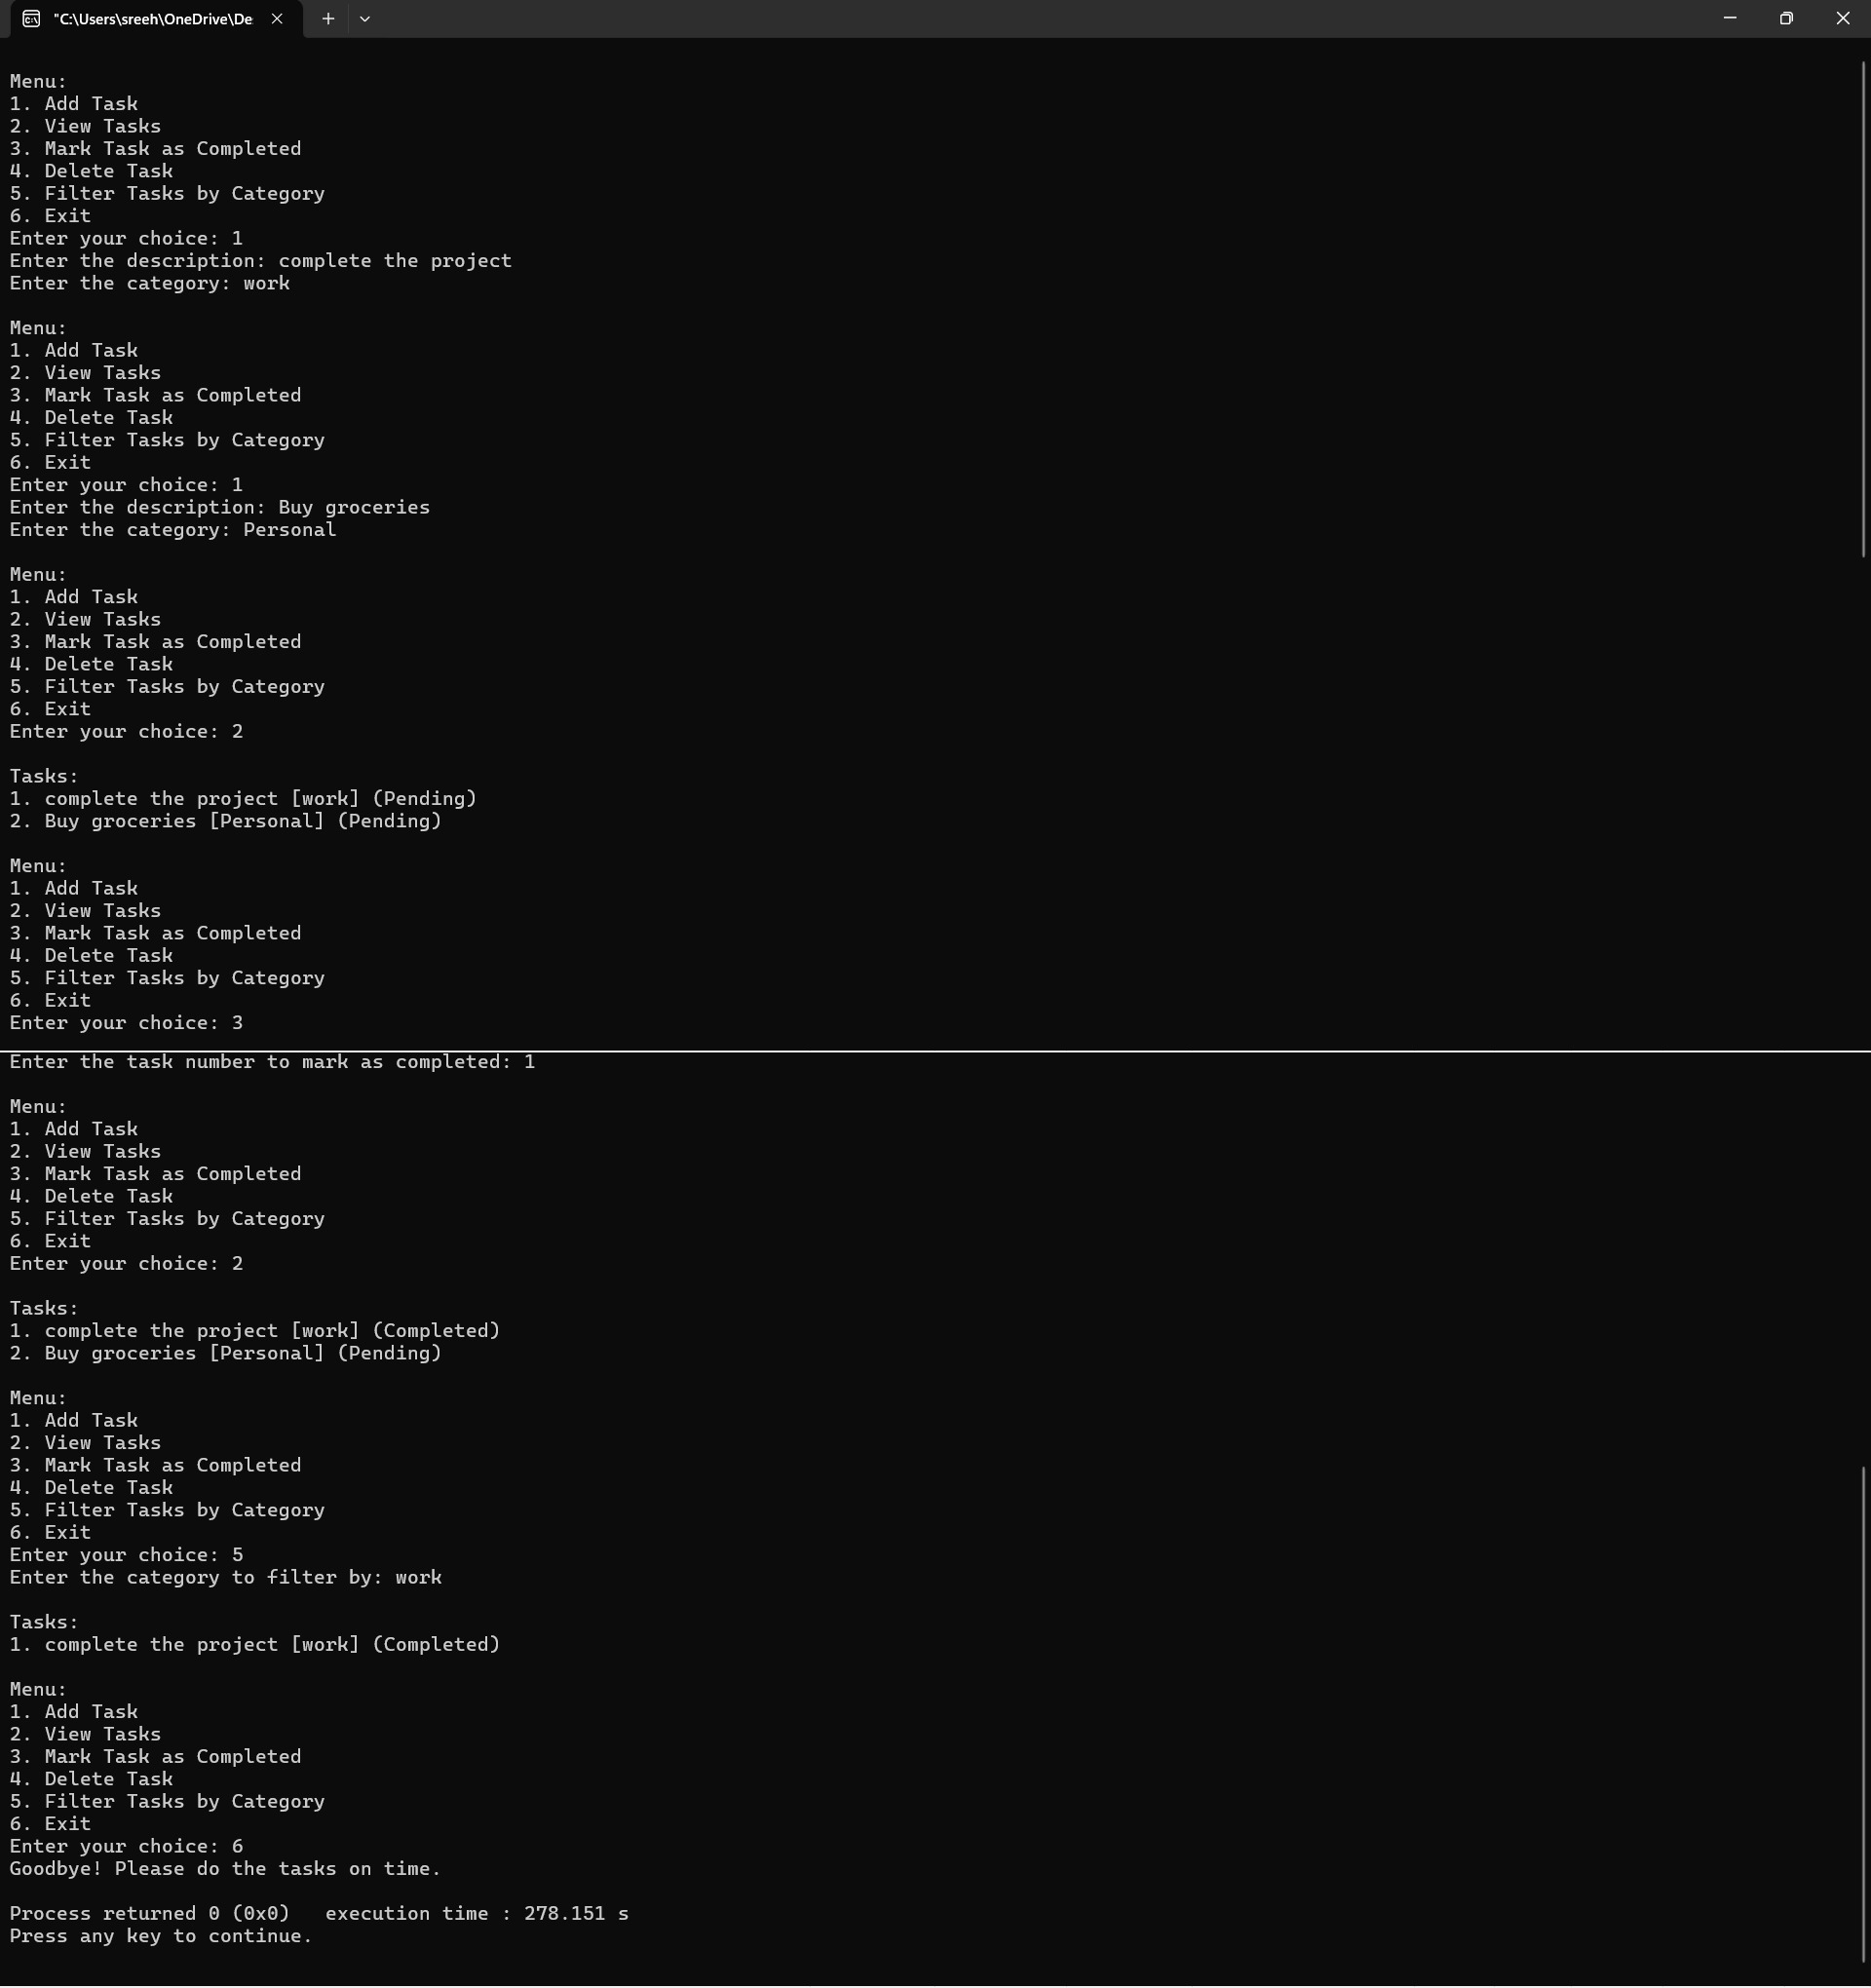 "C:\Users\sreeh\OneDrive\De
Menu:
1. Add Task
2. View Tasks
3. Mark Task as Completed
4. Delete Task
5. Filter Tasks by Category
6. Exit
Enter your choice: 1
Enter the description: complete the project
Enter the category: work
Menu:
1. Add Task
2. View Tasks
3. Mark Task as Completed
4. Delete Task
5. Filter Tasks by Category
6. Exit
Enter your choice: 1
Enter the description: Buy groceries
Enter the category: Personal
Menu:
1. Add Task
2. View Tasks
3. Mark Task as Completed
4. Delete Task
5. Filter Tasks by Category
6. Exit
Enter your choice: 2
Tasks:
1. complete the project [work] (Pending)
2. Buy groceries [Personal] (Pending)
Menu:
1. Add Task
2. View Tasks
3. Mark Task as Completed
4. Delete Task
5. Filter Tasks by Category
6. Exit
Enter your choice: 3
Enter the task number to mark as completed: 1
Menu:
1. Add Task
2. View Tasks
3. Mark Task as Completed
4. Delete Task
5. Filter Tasks by Category
6. Exit
Enter your choice: 2
Tasks:
1. complete the project [work] (Completed)
2. Buy groceries [Personal] (Pending)
Menu:
1. Add Task
2. View Tasks
3. Mark Task as Completed
4. Delete Task
5. Filter Tasks by Category
6. Exit
Enter your choice: 5
Enter the category to filter by: work
Tasks:
1. complete the project [work] (Completed)
Menu:
1. Add Task
2. View Tasks
3. Mark Task as Completed
4. Delete Task
5. Filter Tasks by Category
6. Exit
Enter your choice: 6
Goodbye! Please do the tasks on time.
Process returned 0 (0x0)   execution time : 278.151 s
Press any key to continue.